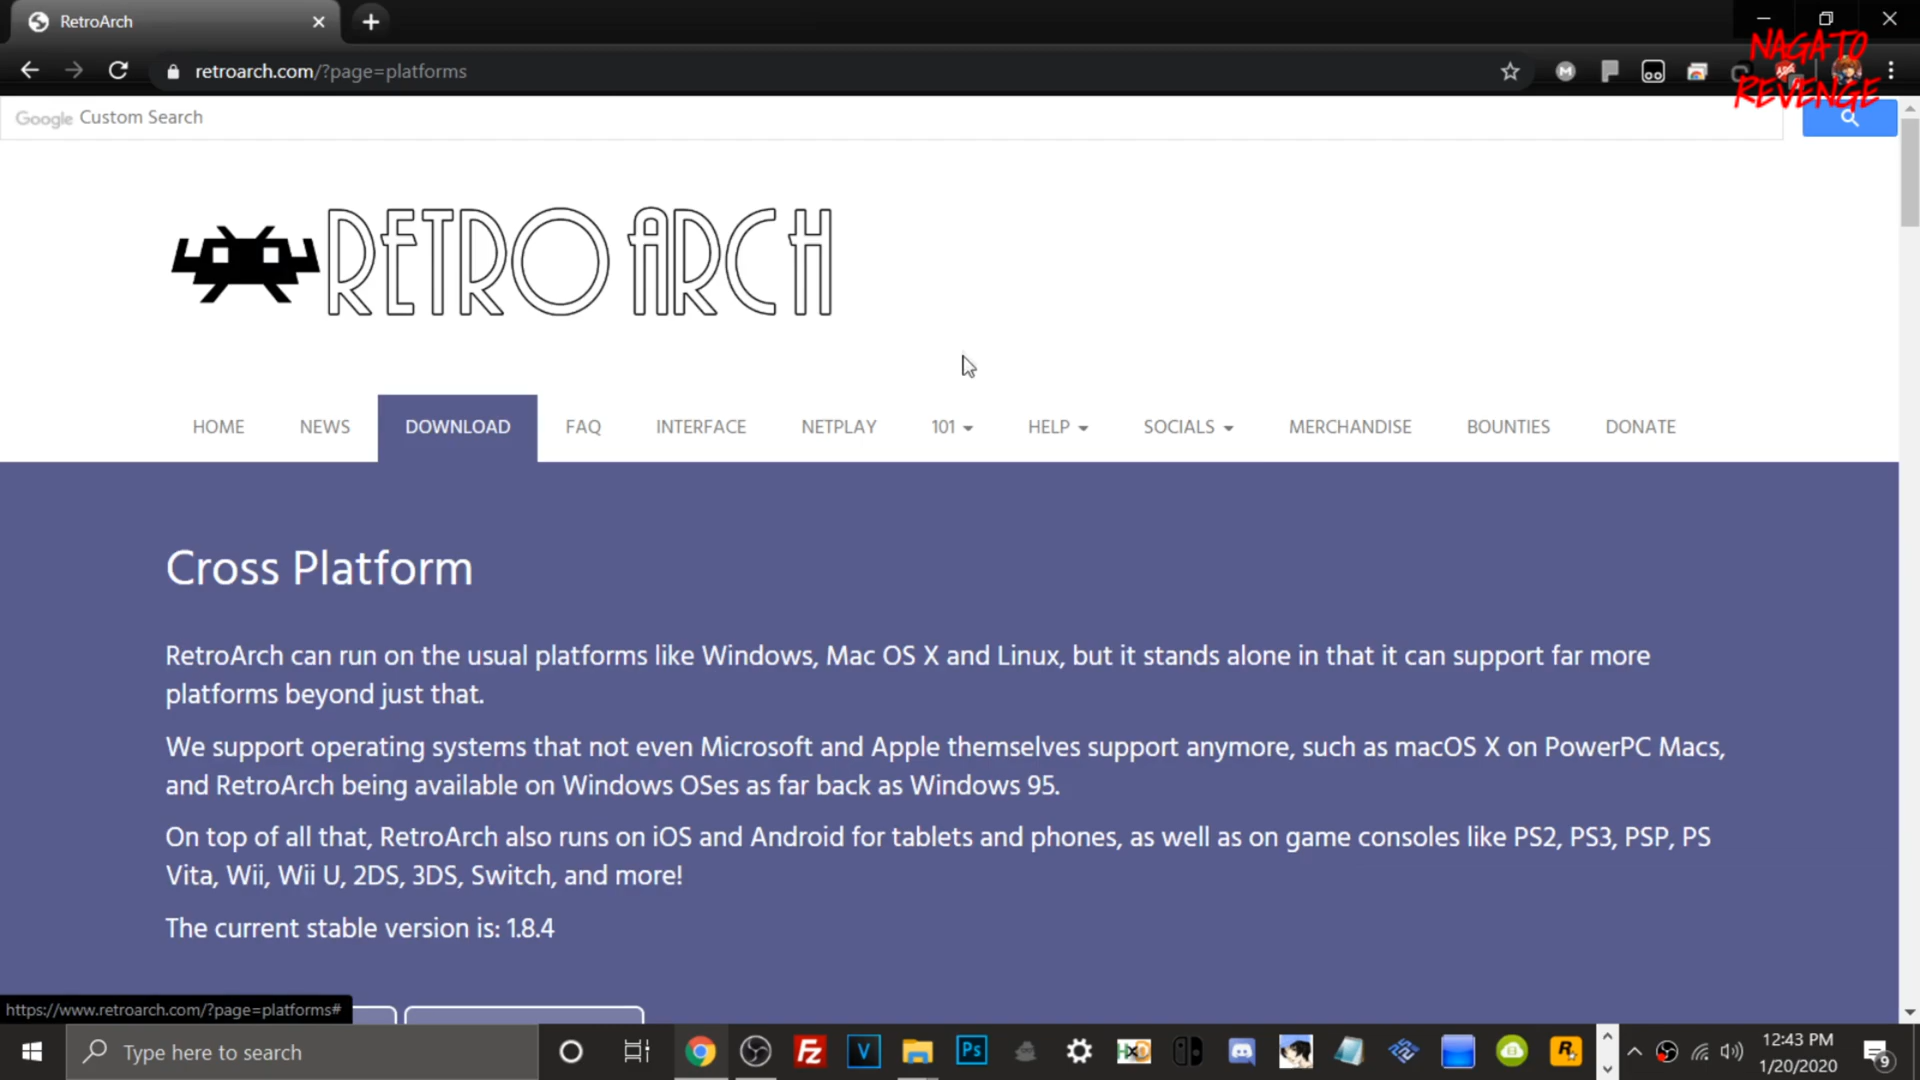 RetroArch
retroarch.com/?page=platforms
NAGATO
REVENGE
Google Custom Search
RETROARCH
HOME NEWS DOWNLOAD FAQ INTERFACE NETPLAY 101 HELP SOCIALS MERCHANDISE BOUNTIES DONATE
Cross Platform
RetroArch can run on the usual platforms like Windows, Mac OS X and Linux, but it stands alone in that it can support far more
platforms beyond just that.
We support operating systems that not even Microsoft and Apple themselves support anymore, such as macOS X on PowerPC Macs,
and RetroArch being available on Windows OSes as far back as Windows 95.
On top of all that, RetroArch also runs on iOS and Android for tablets and phones, as well as on game consoles like PS2, PS3, PSP, PS
Vita, Wii, Wii U, 2DS, 3DS, Switch, and more!
The current stable version is: 1.8.4
https://www.retroarch.com/?page=platforms#
Type here to search
Fz V Ps HxD R
12:43 PM
1/20/2020
9